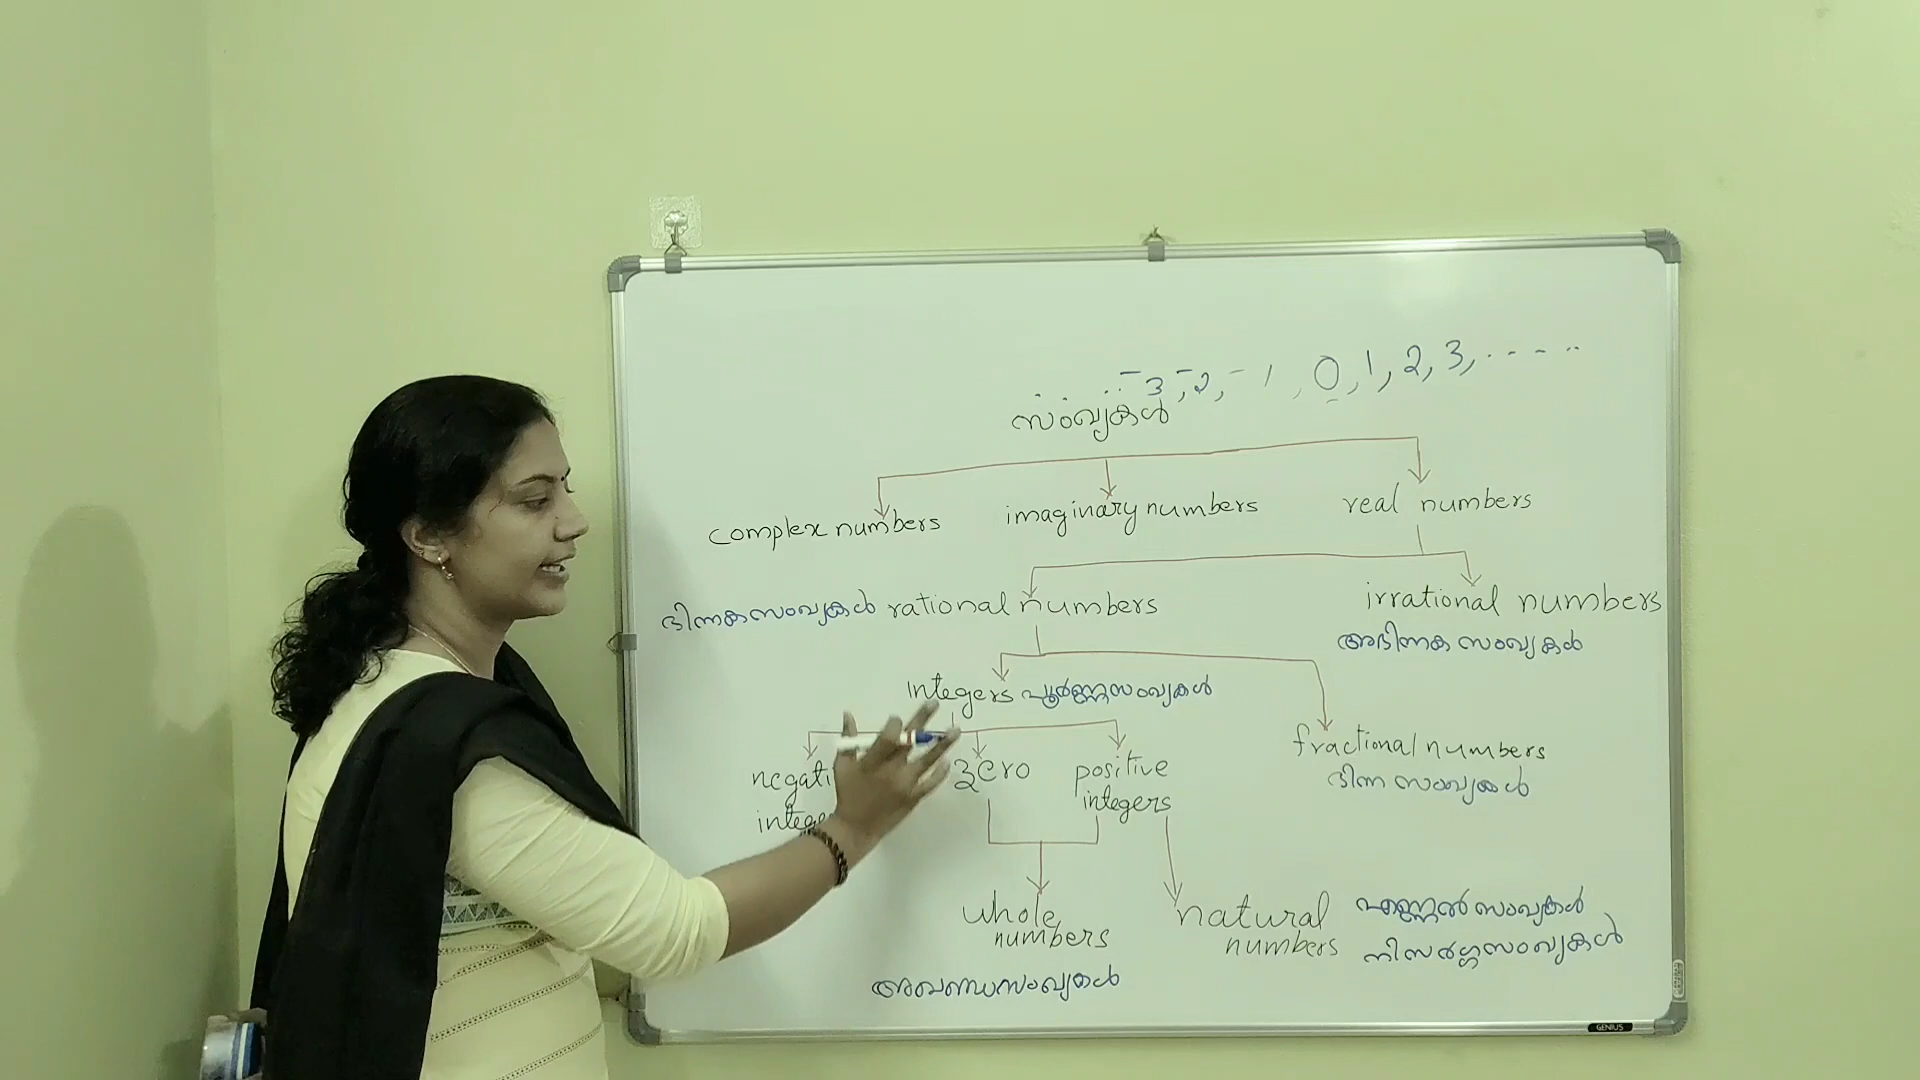 ... -3, -2, -1, 0, 1, 2, 3, .....
സംഖ്യകൾ
complex numbers imaginary numbers real numbers
ഭിന്നകസംഖ്യകൾ rational numbers irrational numbers
അഭിന്നക സംഖ്യകൾ
integers പൂർണ്ണസംഖ്യകൾ
zero positive fractional numbers
integers ഭിന്ന സംഖ്യകൾ
whole natural എണ്ണൽ സംഖ്യകൾ
numbers numbers നിസർഗ്ഗസംഖ്യകൾ
അഖണ്ഡസംഖ്യകൾ
GENIUS